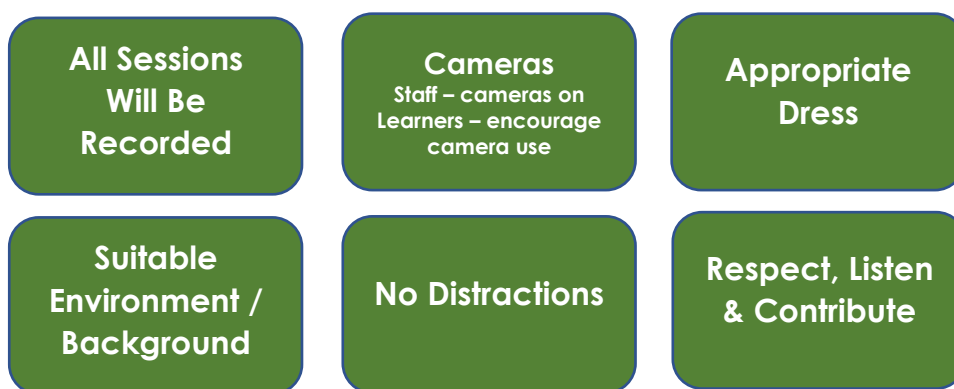 All Sessions
Will Be
Recorded
Cameras
Staff – cameras on
Learners – encourage
camera use
Appropriate
Dress
Suitable
Environment /
Background
No Distractions
Respect, Listen
& Contribute